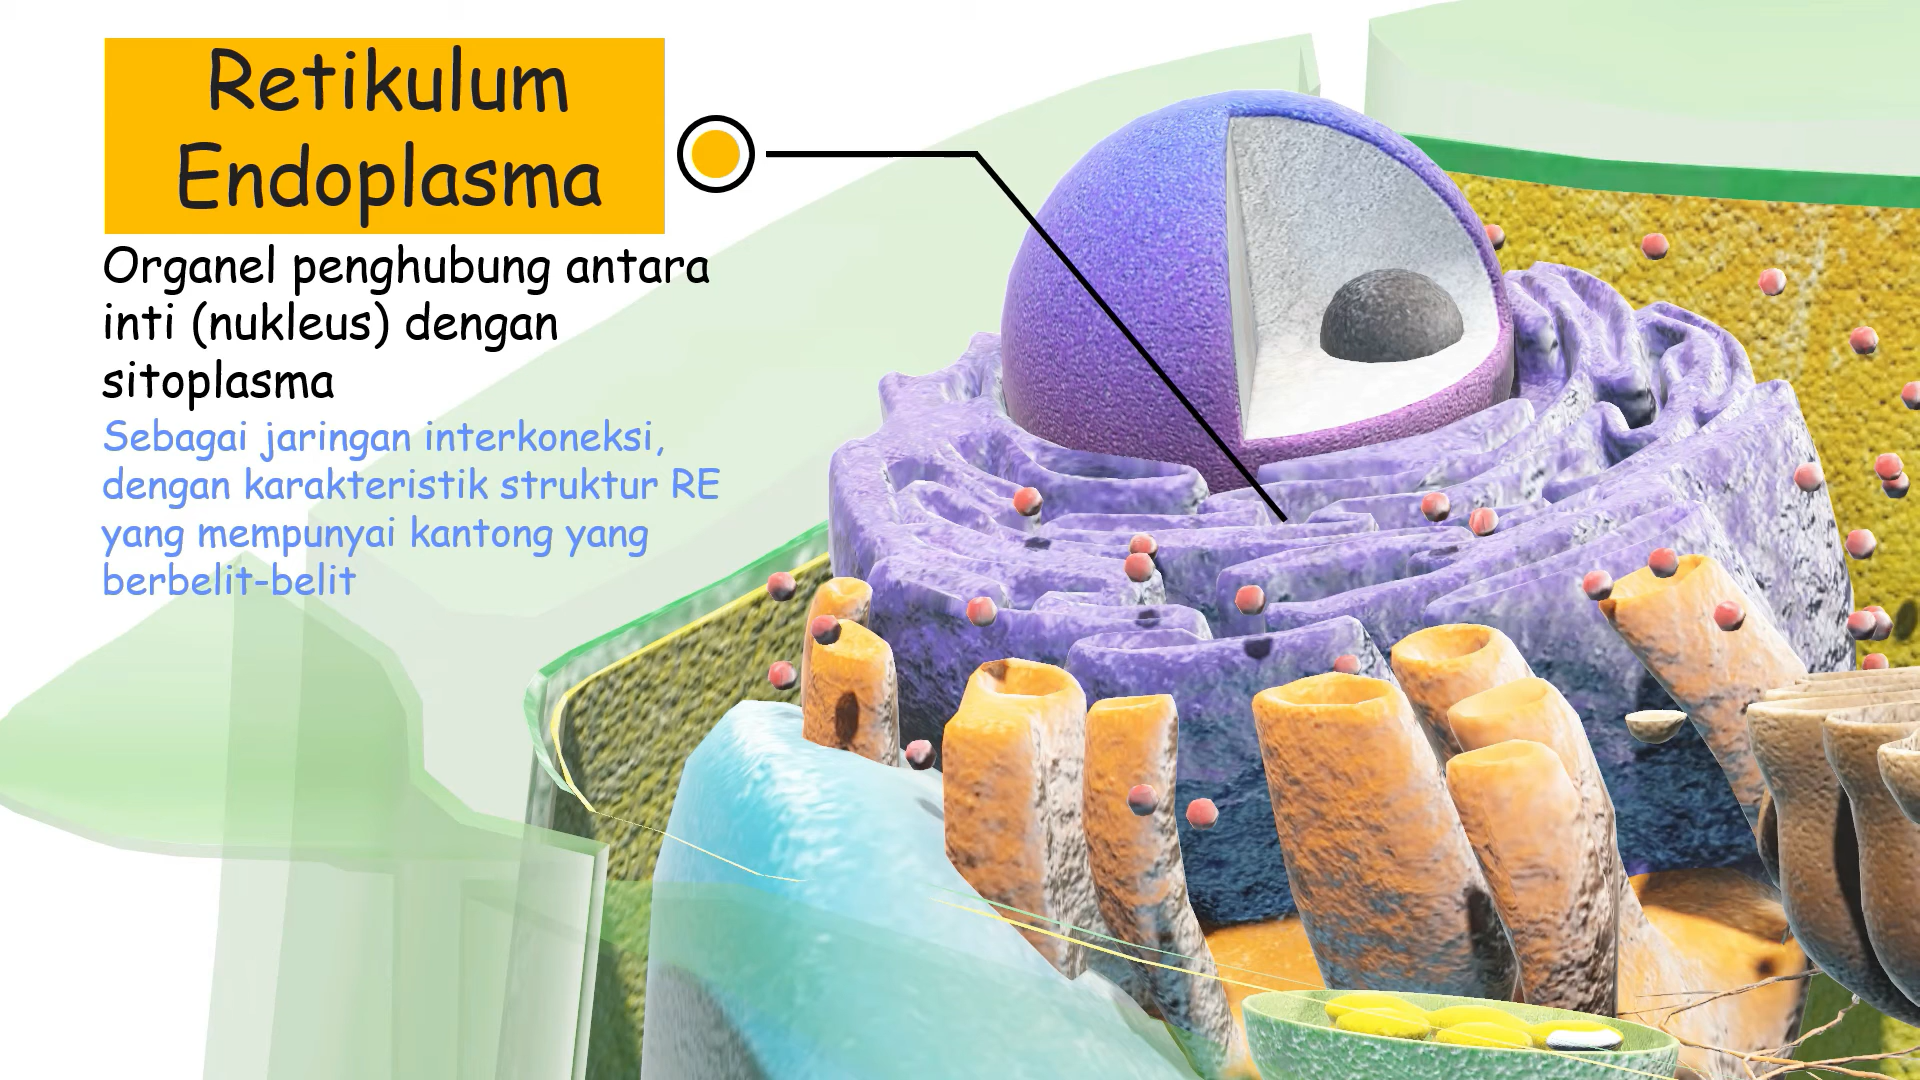 Retikulum
Endoplasma
Organel penghubung antara
inti (nukleus) dengan
sitoplasma
Sebagai jaringan interkoneksi,
dengan karakteristik struktur RE
yang mempunyai kantong yang
berbelit-belit